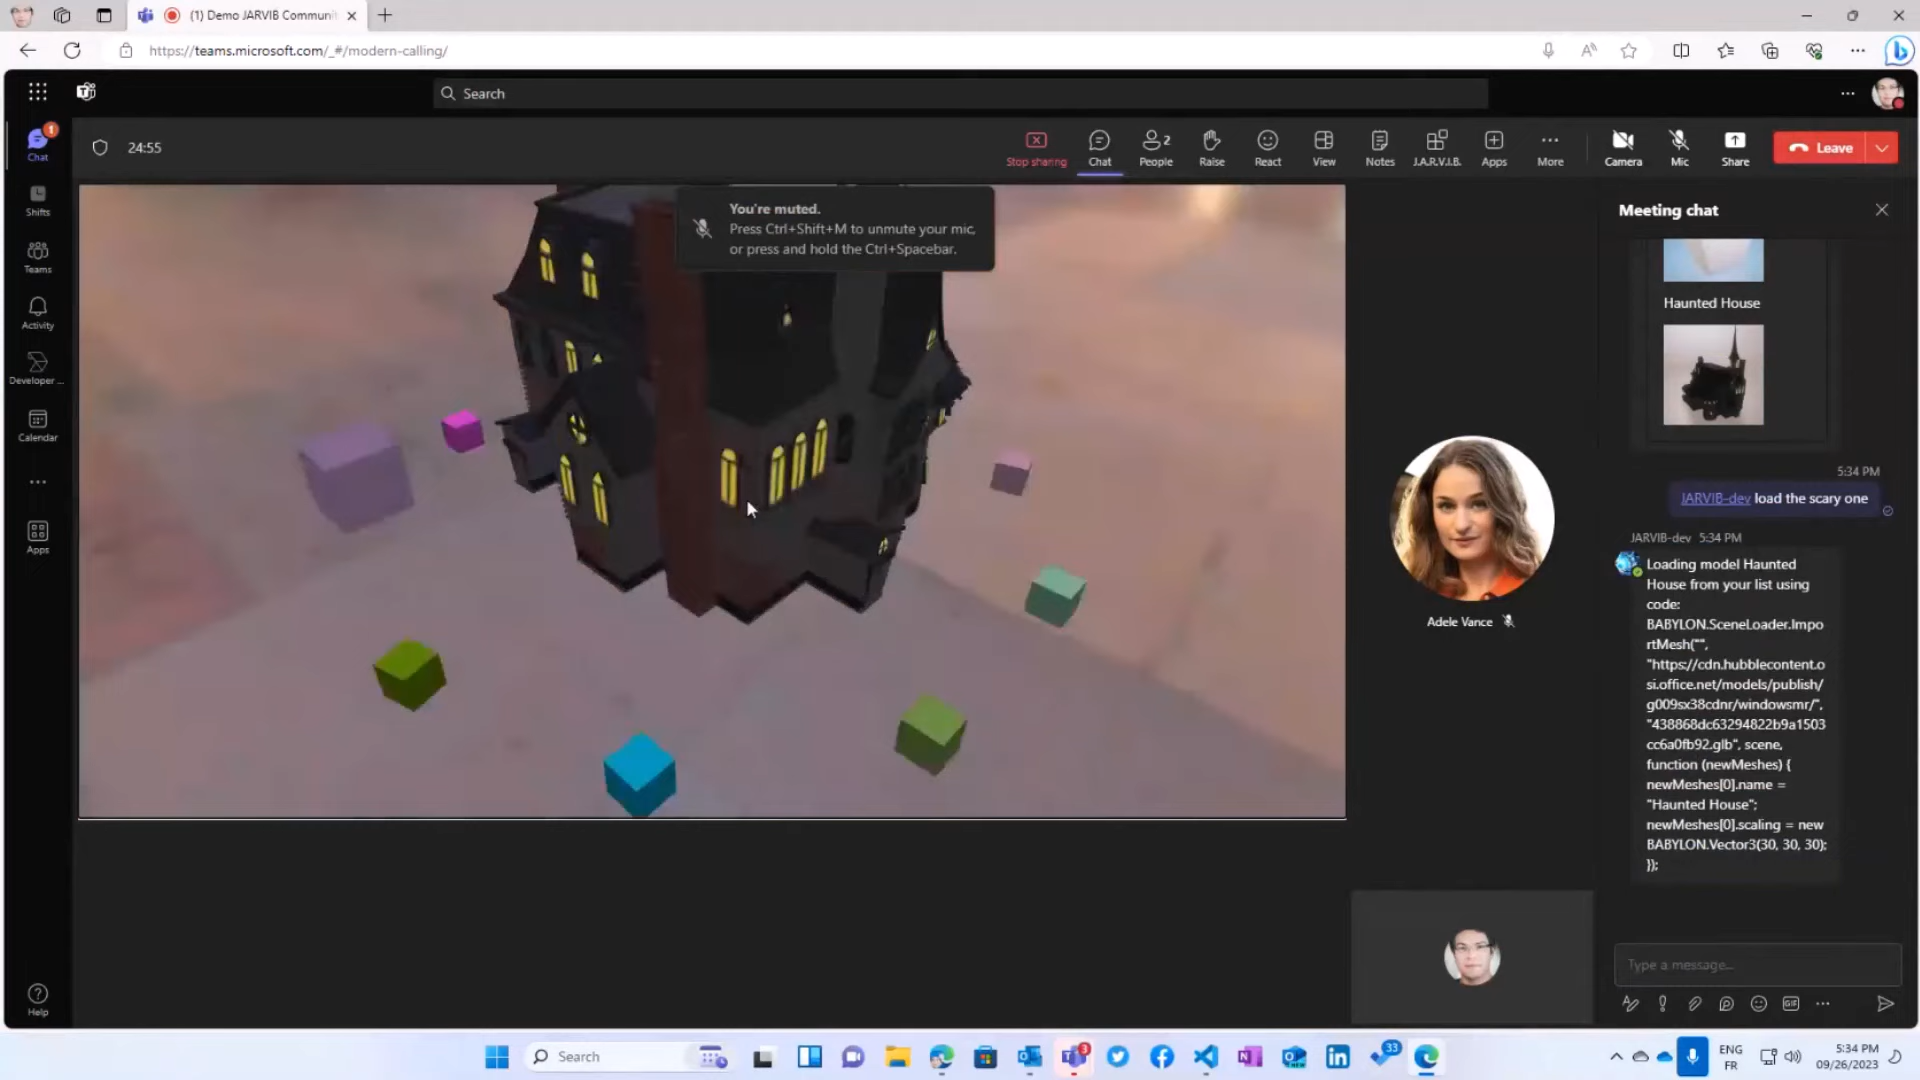 (1) Demo JARVIB Communi
https://teams.microsoft.com/_#/modern-calling/
Search
1
Chat
24:55
Stop sharing
Chat
2
People
Raise
React
View
Notes
J.A.R.V.I.B.
Apps
More
Camera
Mic
Share
Leave
Shifts
Teams
Activity
Developer ...
Calendar
Apps
Help
You're muted.
Press Ctrl+Shift+M to unmute your mic,
or press and hold the Ctrl+Spacebar.
Adele Vance
Meeting chat
Haunted House
5:34 PM
JARVIB-dev load the scary one
JARVIB-dev 5:34 PM
Loading model Haunted
House from your list using
code:
BABYLON.SceneLoader.Impo
rtMesh("",
"https://cdn.hubblecontent.o
si.office.net/models/publish/
g009sx38cdnr/windowsmr/",
"438868dc63294822b9a1503
cc6a0fb92.glb", scene,
function (newMeshes) {
newMeshes[0].name =
"Haunted House";
newMeshes[0].scaling = new
BABYLON.Vector3(30, 30, 30);
});
Type a message...
GIF
Search
3
33
ENG
FR
5:34 PM
09/26/2023